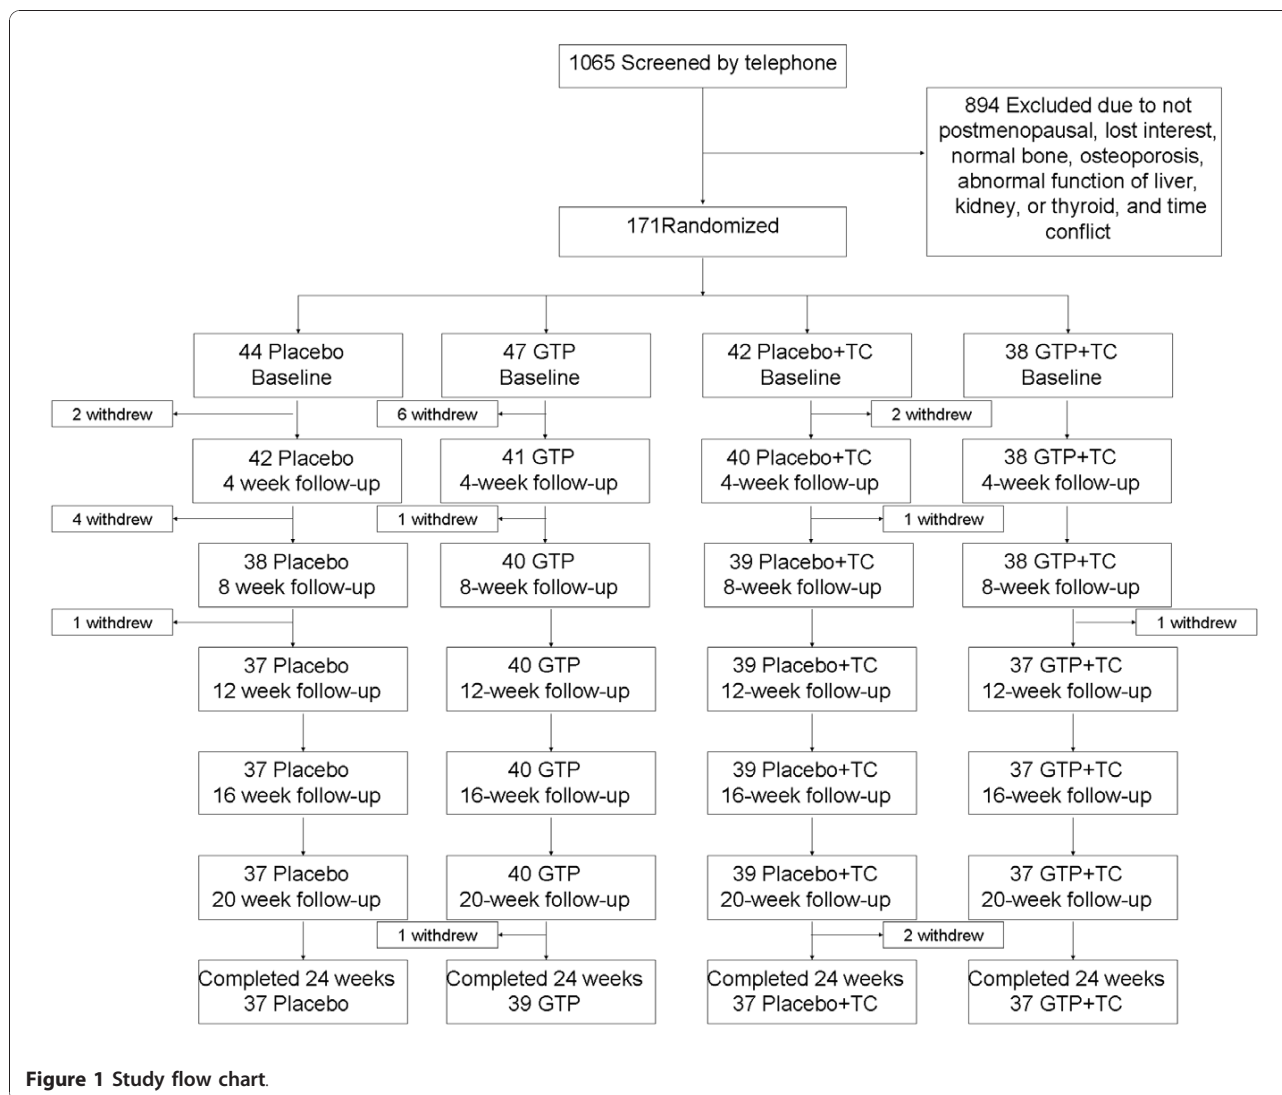 1065 Screened by telephone
894 Excluded due to not
postmenopausal, lost interest,
normal bone, osteoporosis,
abnormal function of liver,
kidney, or thyroid, and time
conflict
171Randomized
44 Placebo
Baseline
47 GTP
Baseline
42 Placebo+TC
Baseline
38 GTP+TC
Baseline
2 withdrew
6 withdrew
2 withdrew
42 Placebo
4 week follow-up
41 GTP
4-week follow-up
40 Placebo+TC
4-week follow-up
38 GTP+TC
4-week follow-up
4 withdrew
1 withdrew
1 withdrew
38 Placebo
8 week follow-up
40 GTP
8-week follow-up
39 Placebo+TC
8-week follow-up
38 GTP+TC
8-week follow-up
1 withdrew
1 withdrew
37 Placebo
12 week follow-up
40 GTP
12-week follow-up
39 Placebo+TC
12-week follow-up
37 GTP+TC
12-week follow-up
37 Placebo
16 week follow-up
40 GTP
16-week follow-up
39 Placebo+TC
16-week follow-up
37 GTP+TC
16-week follow-up
37 Placebo
20 week follow-up
40 GTP
20-week follow-up
39 Placebo+TC
20-week follow-up
37 GTP+TC
20-week follow-up
1 withdrew
2 withdrew
Completed 24 weeks
37 Placebo
Completed 24 weeks
39 GTP
Completed 24 weeks
37 Placebo+TC
Completed 24 weeks
37 GTP+TC
Figure 1 Study flow chart.